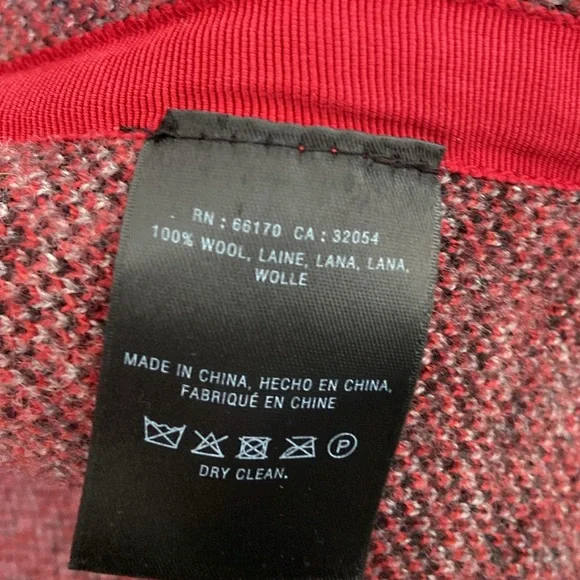 RN : 66170 CA : 32054
100% WOOL, LAINE, LANA, LANA,
WOLLE
MADE IN CHINA, HECHO EN CHINA,
FABRIQUÉ EN CHINE
P
DRY CLEAN.